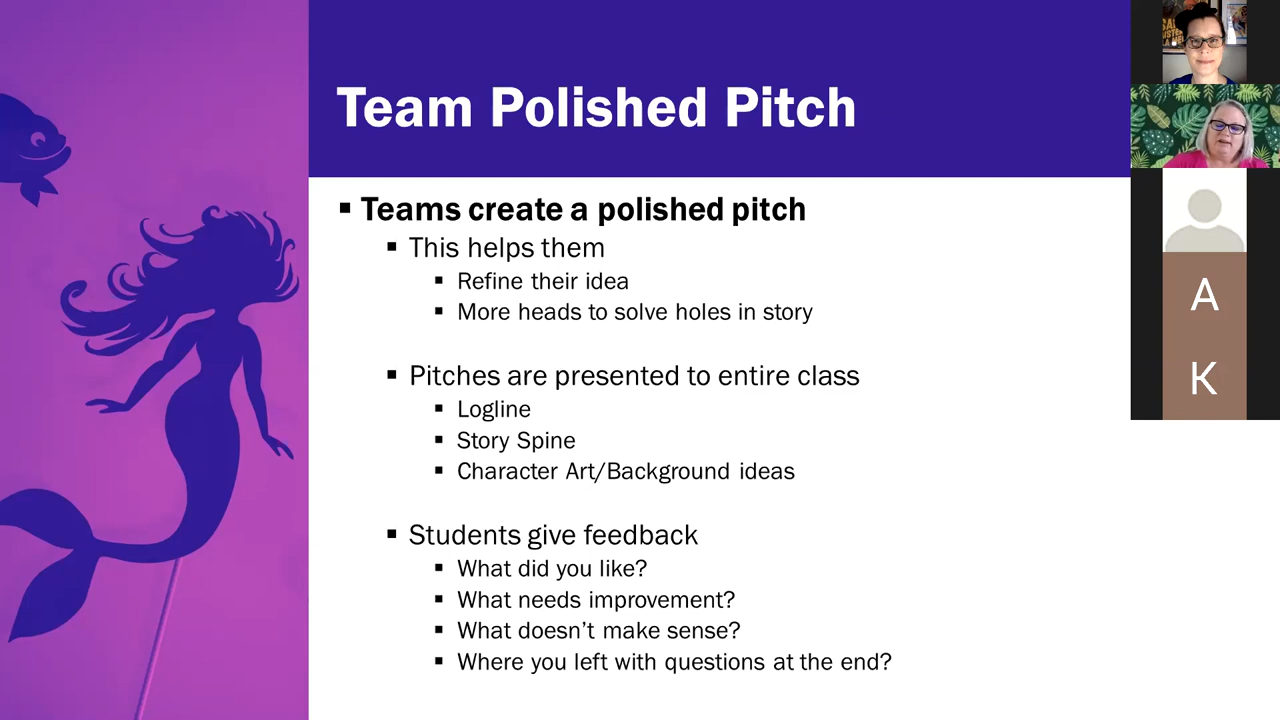 Team Polished Pitch
▪ Teams create a polished pitch
▪ This helps them
▪ Refine their idea
▪ More heads to solve holes in story
▪ Pitches are presented to entire class
▪ Logline
▪ Story Spine
▪ Character Art/Background ideas
▪ Students give feedback
▪ What did you like?
▪ What needs improvement?
▪ What doesn’t make sense?
▪ Where you left with questions at the end?
A
K